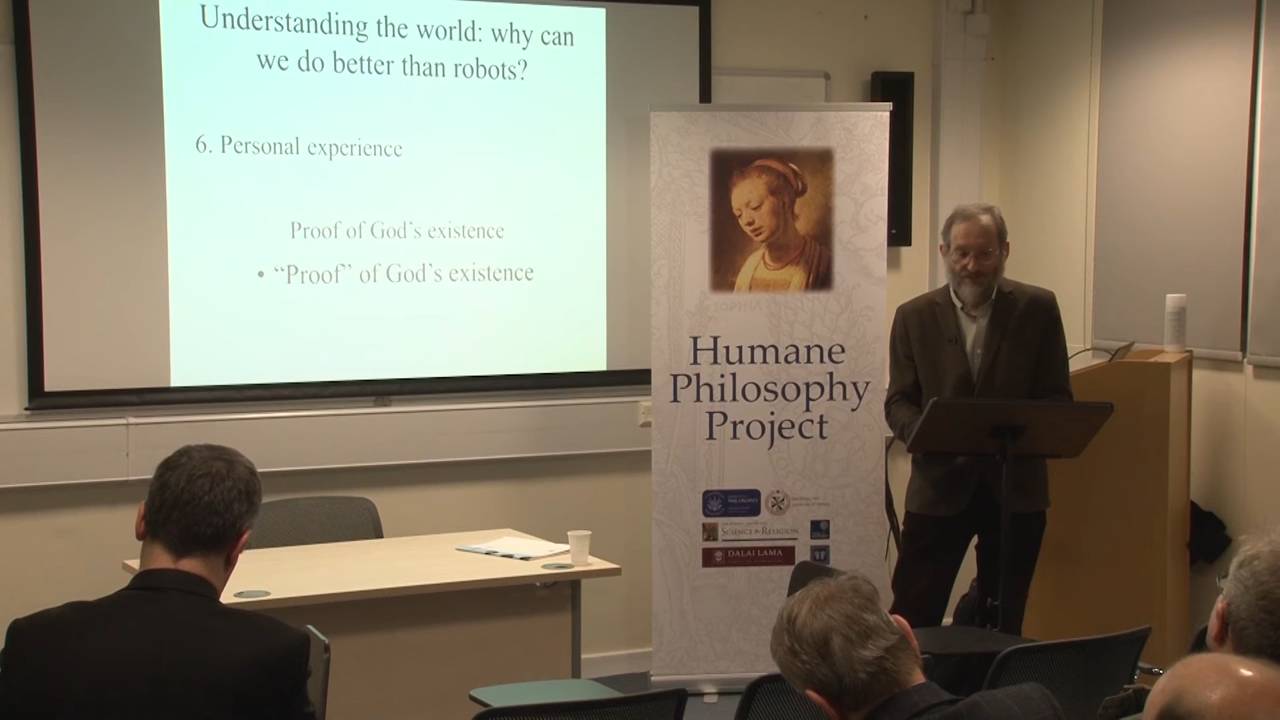 Understanding the world: why can
we do better than robots?
6. Personal experience
Proof of God's existence
• “Proof” of God's existence
Humane
Philosophy
Project
SCIENCE & RELIGION
DALAI LAMA